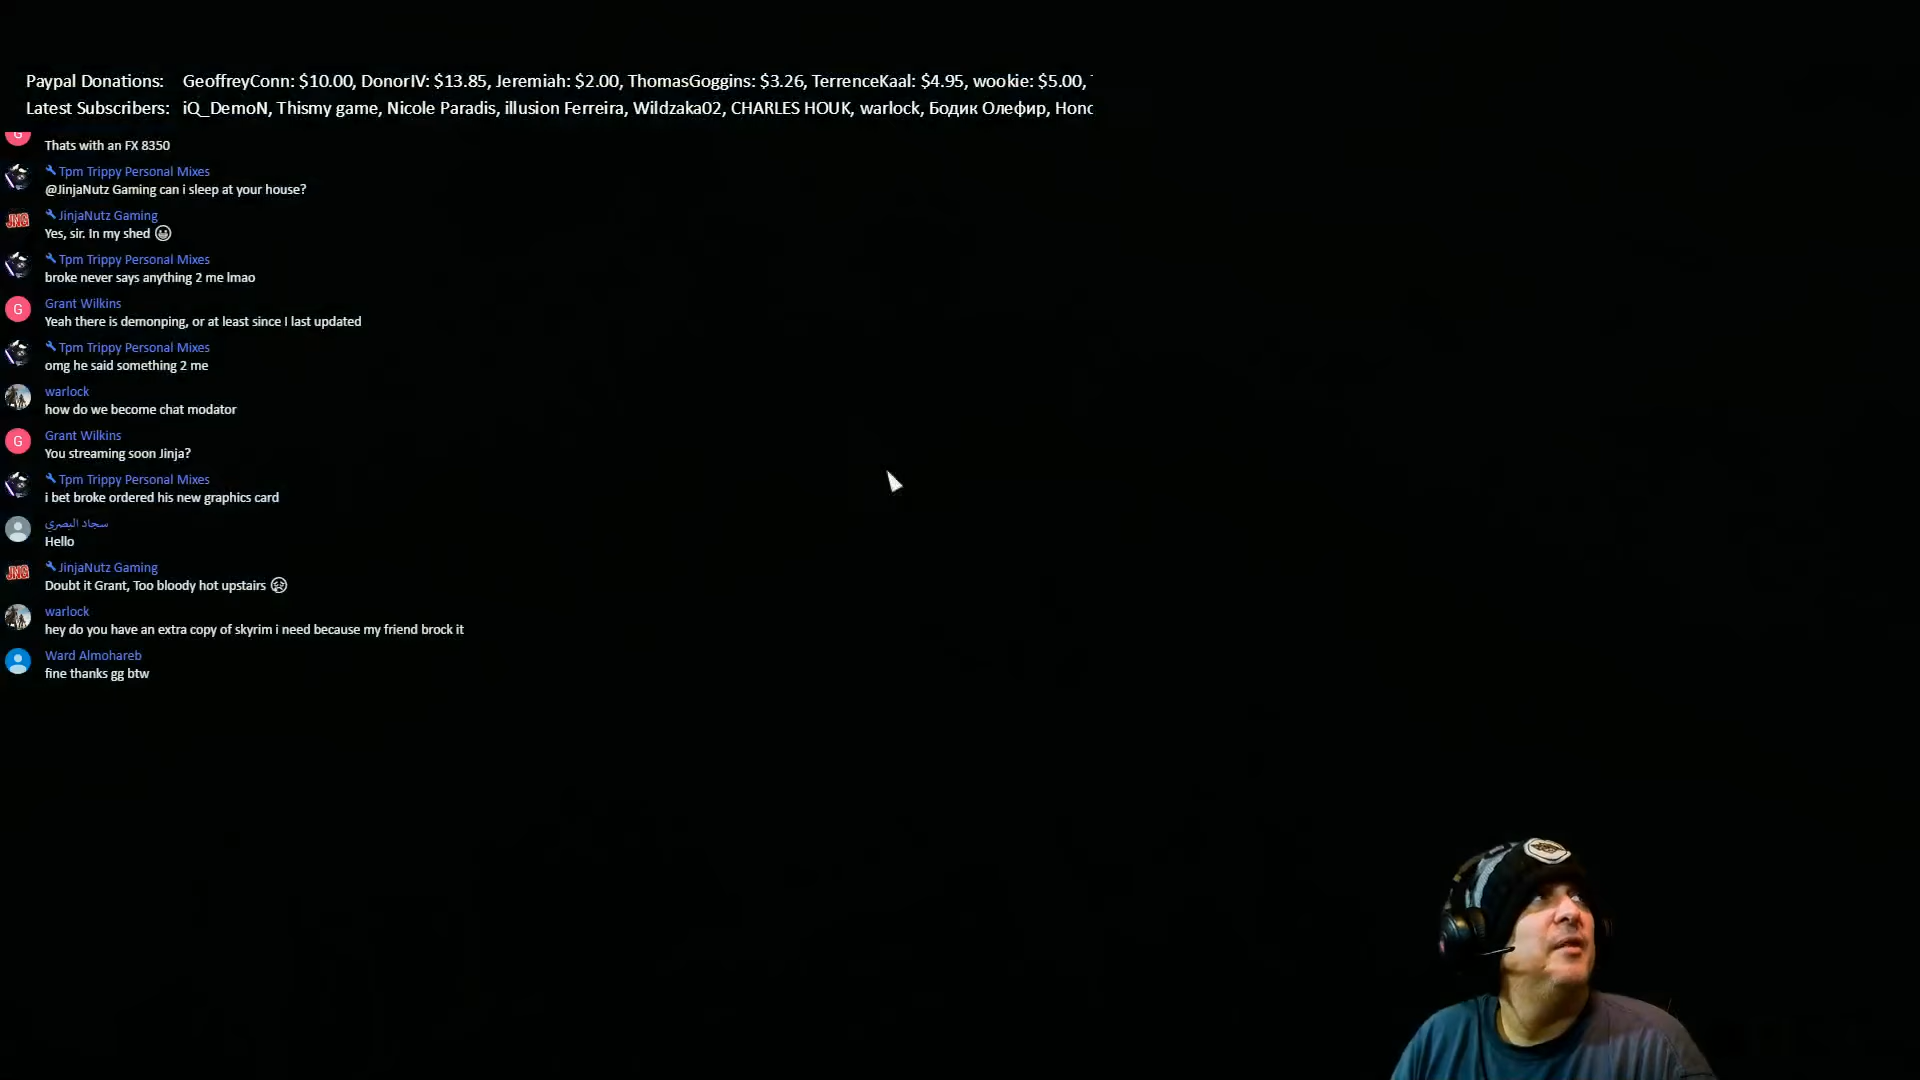 Paypal Donations: GeoffreyConn: $10.00, DonorIV: $13.85, Jeremiah: $2.00, ThomasGoggins: $3.26, TerrenceKaal: $4.95, wookie: $5.00,
Latest Subscribers: iQ_DemoN, Thismy game, Nicole Paradis, illusion Ferreira, Wildzaka02, CHARLES HOUK, warlock, Бодик Олефир, Hono
G
Thats with an FX 8350
Tpm Trippy Personal Mixes
@JinjaNutz Gaming can i sleep at your house?
JNG
JinjaNutz Gaming
Yes, sir. In my shed 😀
Tpm Trippy Personal Mixes
broke never says anything 2 me lmao
G
Grant Wilkins
Yeah there is demonping, or at least since I last updated
Tpm Trippy Personal Mixes
omg he said something 2 me
warlock
how do we become chat modator
G
Grant Wilkins
You streaming soon Jinja?
Tpm Trippy Personal Mixes
i bet broke ordered his new graphics card
سجاد البصري
Hello
JNG
JinjaNutz Gaming
Doubt it Grant, Too bloody hot upstairs 😥
warlock
hey do you have an extra copy of skyrim i need because my friend brock it
Ward Almohareb
fine thanks gg btw